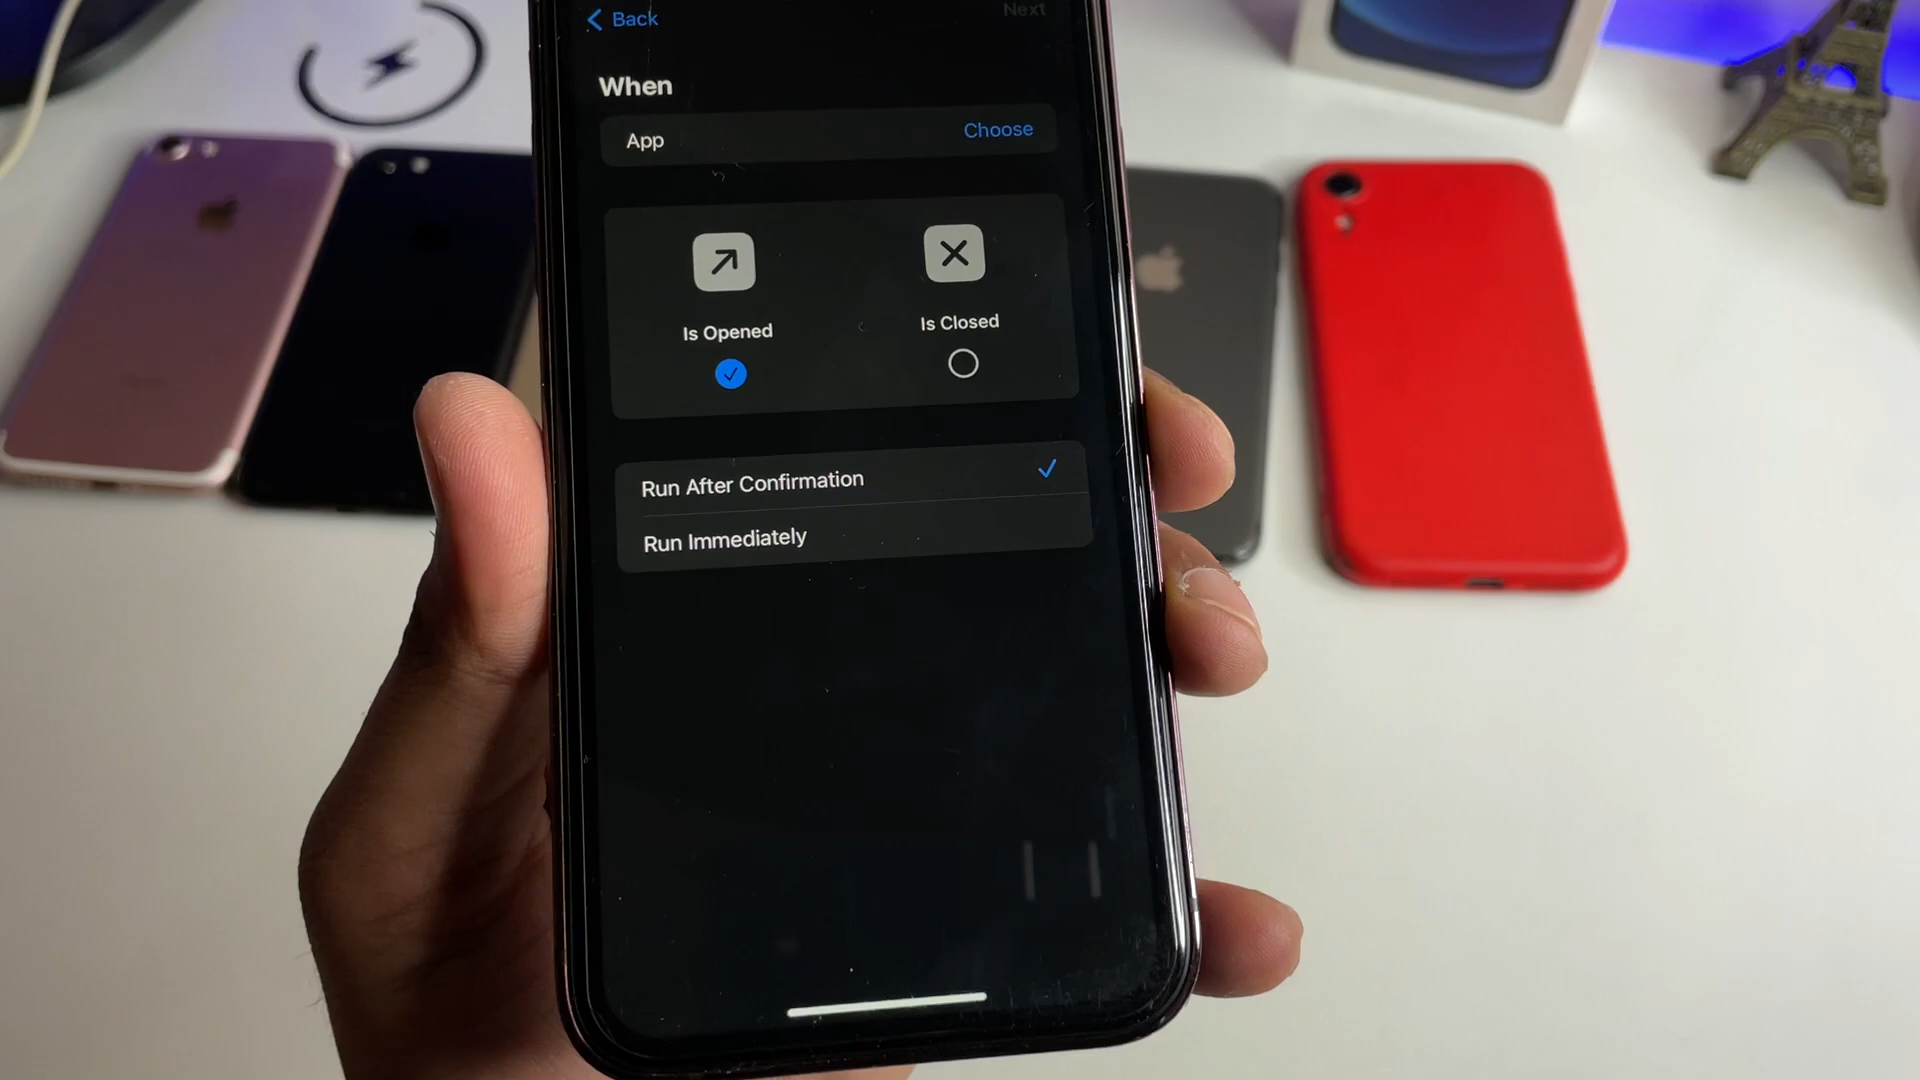 Back
Next
When
App
Choose
Is Opened
Is Closed
Run After Confirmation
Run Immediately